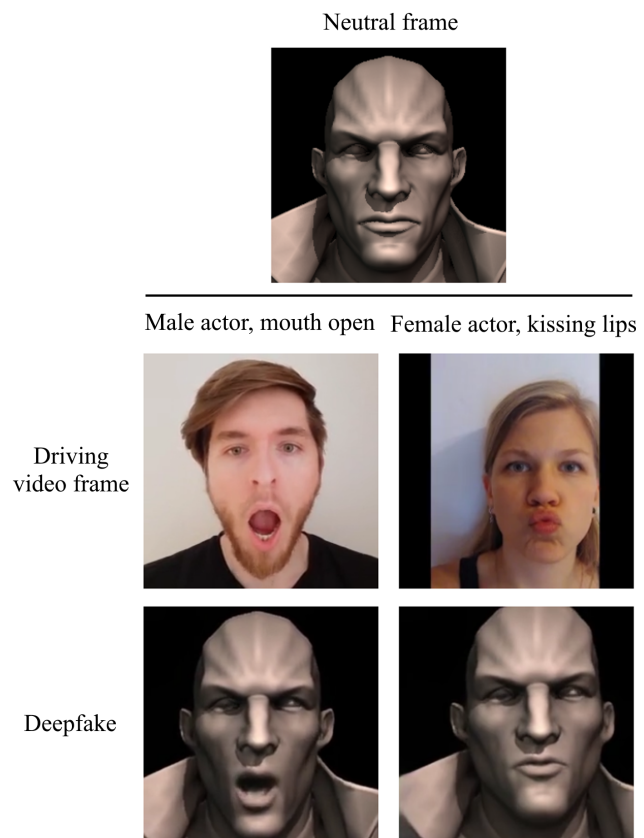 Neutral frame
Male actor, mouth open
Female actor, kissing lips
Driving
video frame
Deepfake